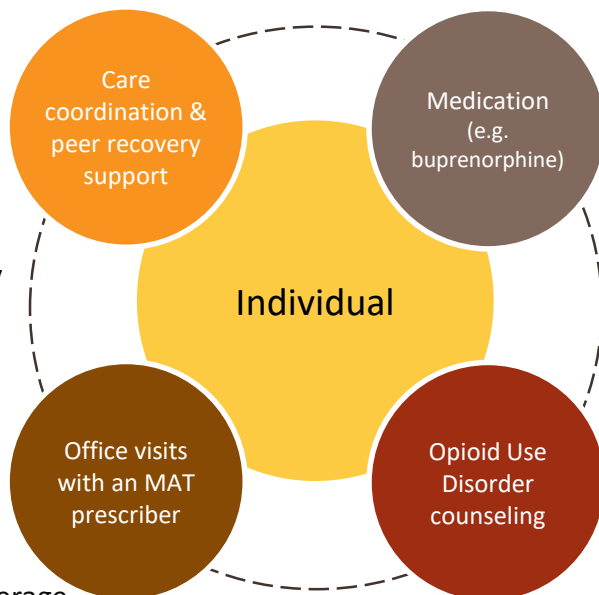 Care
coordination &
peer recovery
support
Medication
(e.g.
buprenorphine)
Individual
Office visits
with an MAT
prescriber
Opioid Use
Disorder
counseling